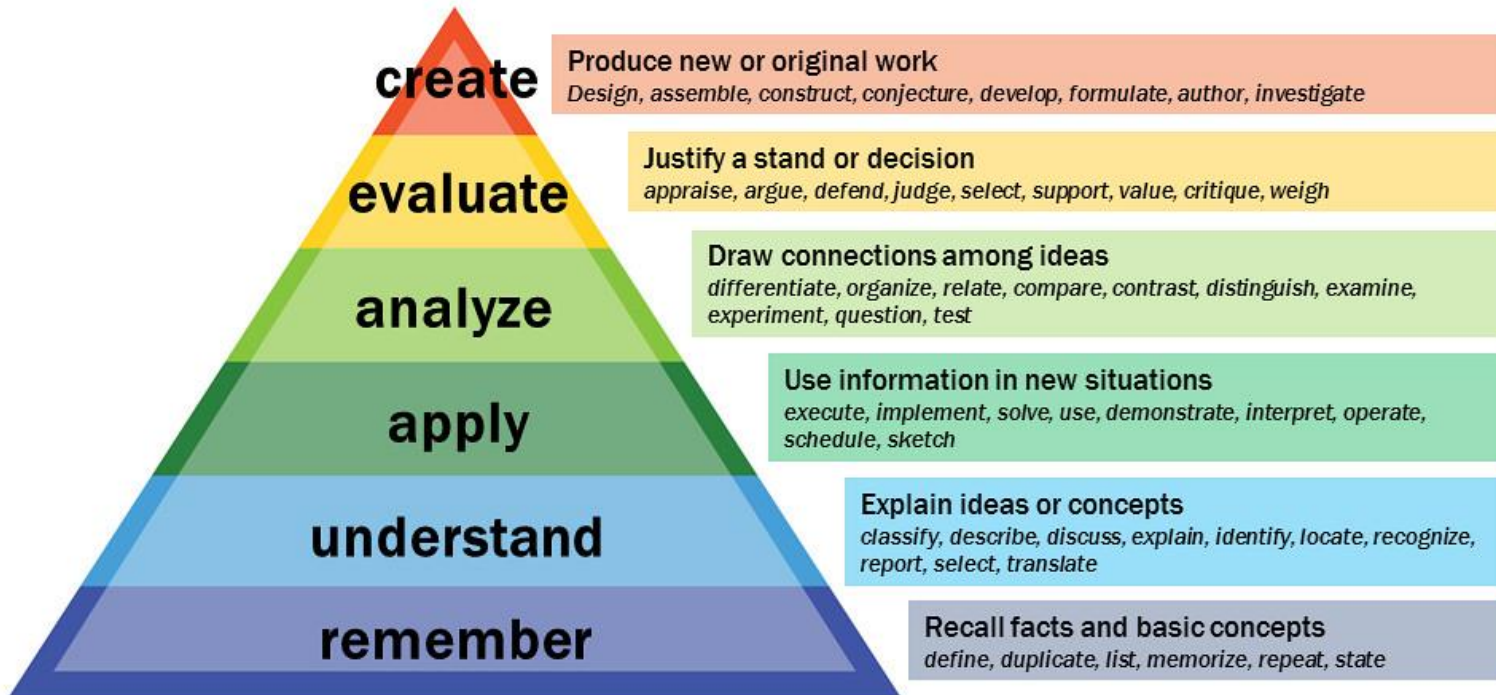 create
Produce new or original work
Design, assemble, construct, conjecture, develop, formulate, author, investigate
evaluate
Justify a stand or decision
appraise, argue, defend, judge, select, support, value, critique, weigh
analyze
Draw connections among ideas
differentiate, organize, relate, compare, contrast, distinguish, examine,
experiment, question, test
apply
Use information in new situations
execute, implement, solve, use, demonstrate, interpret, operate,
schedule, sketch
understand
Explain ideas or concepts
classify, describe, discuss, explain, identify, locate, recognize,
report, select, translate
remember
Recall facts and basic concepts
define, duplicate, list, memorize, repeat, state